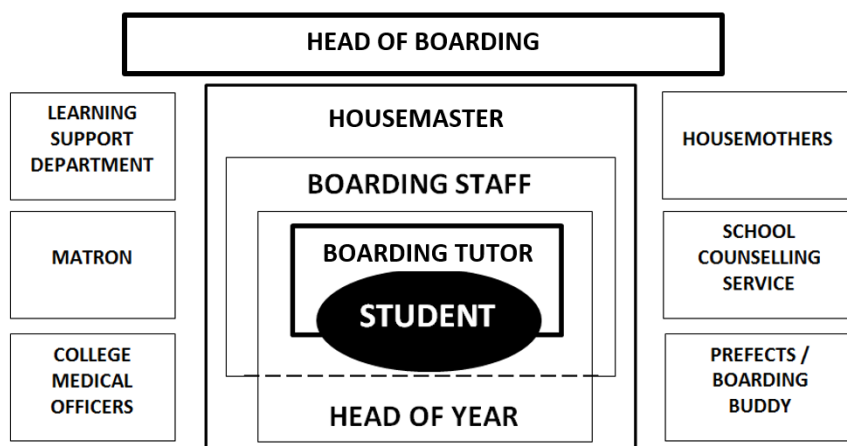 HEAD OF BOARDING
LEARNING
SUPPORT
DEPARTMENT
MATRON
COLLEGE
MEDICAL
OFFICERS
HOUSEMASTER
BOARDING STAFF
BOARDING TUTOR
STUDENT
HEAD OF YEAR
HOUSEMOTHERS
SCHOOL
COUNSELLING
SERVICE
PREFECTS /
BOARDING
BUDDY